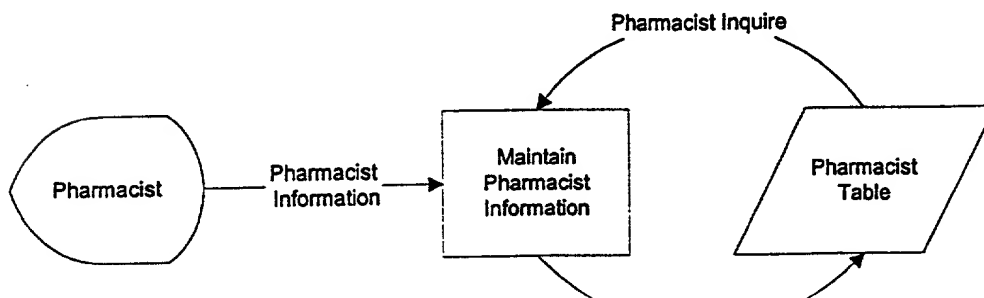 Pharmacist Inquire
Pharmacist
Pharmacist
Information
Maintain
Pharmacist
Information
Pharmacist
Table